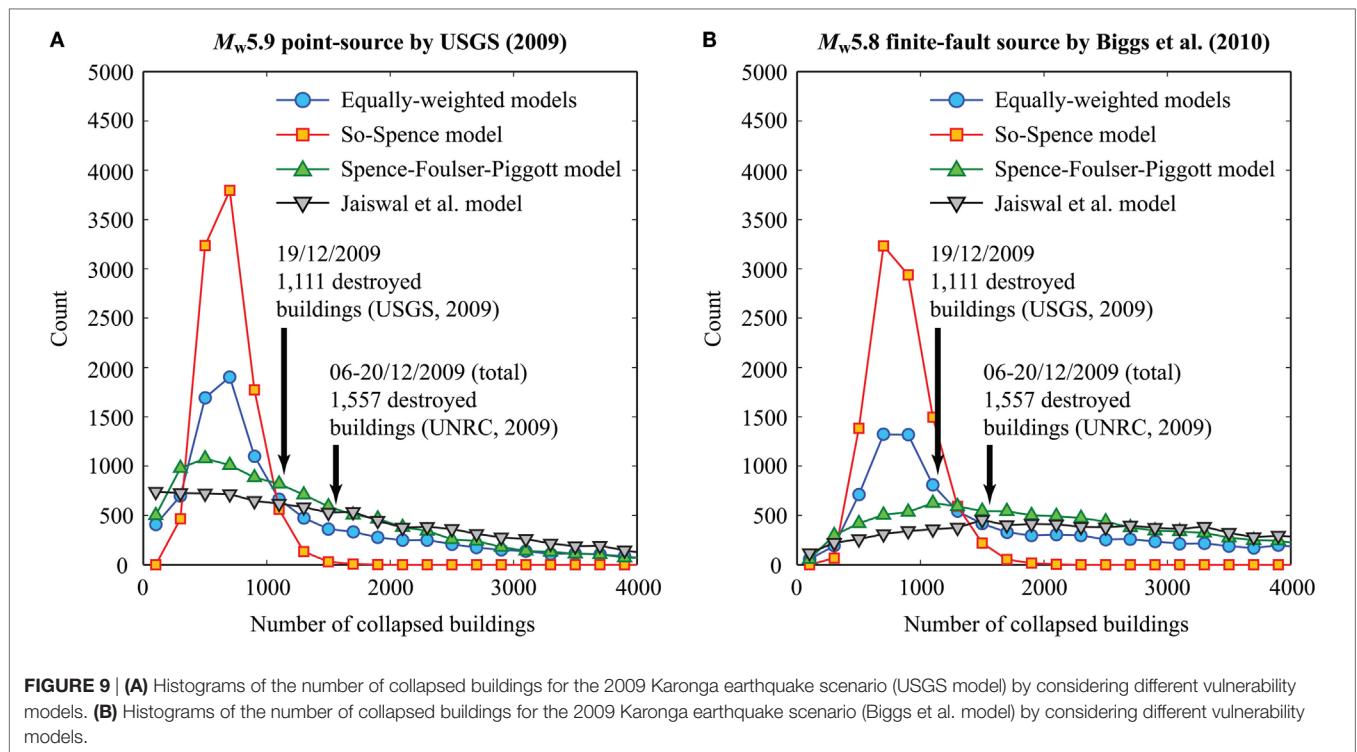 A
Mw5.9 point-source by USGS (2009)
5000
4500
4000
3500
3000
2500
2000
1500
1000
500
0
Count
Equally-weighted models
So-Spence model
Spence-Foulser-Piggott model
Jaiswal et al. model
19/12/2009
1,111 destroyed
buildings (USGS, 2009)
06-20/12/2009 (total)
1,557 destroyed
buildings (UNRC, 2009)
0 1000 2000 3000 4000
Number of collapsed buildings
B
Mw5.8 finite-fault source by Biggs et al. (2010)
5000
4500
4000
3500
3000
2500
2000
1500
1000
500
0
Count
Equally-weighted models
So-Spence model
Spence-Foulser-Piggott model
Jaiswal et al. model
19/12/2009
1,111 destroyed
buildings (USGS, 2009)
06-20/12/2009 (total)
1,557 destroyed
buildings (UNRC, 2009)
0 1000 2000 3000 4000
Number of collapsed buildings
FIGURE 9 | (A) Histograms of the number of collapsed buildings for the 2009 Karonga earthquake scenario (USGS model) by considering different vulnerability
models. (B) Histograms of the number of collapsed buildings for the 2009 Karonga earthquake scenario (Biggs et al. model) by considering different vulnerability
models.